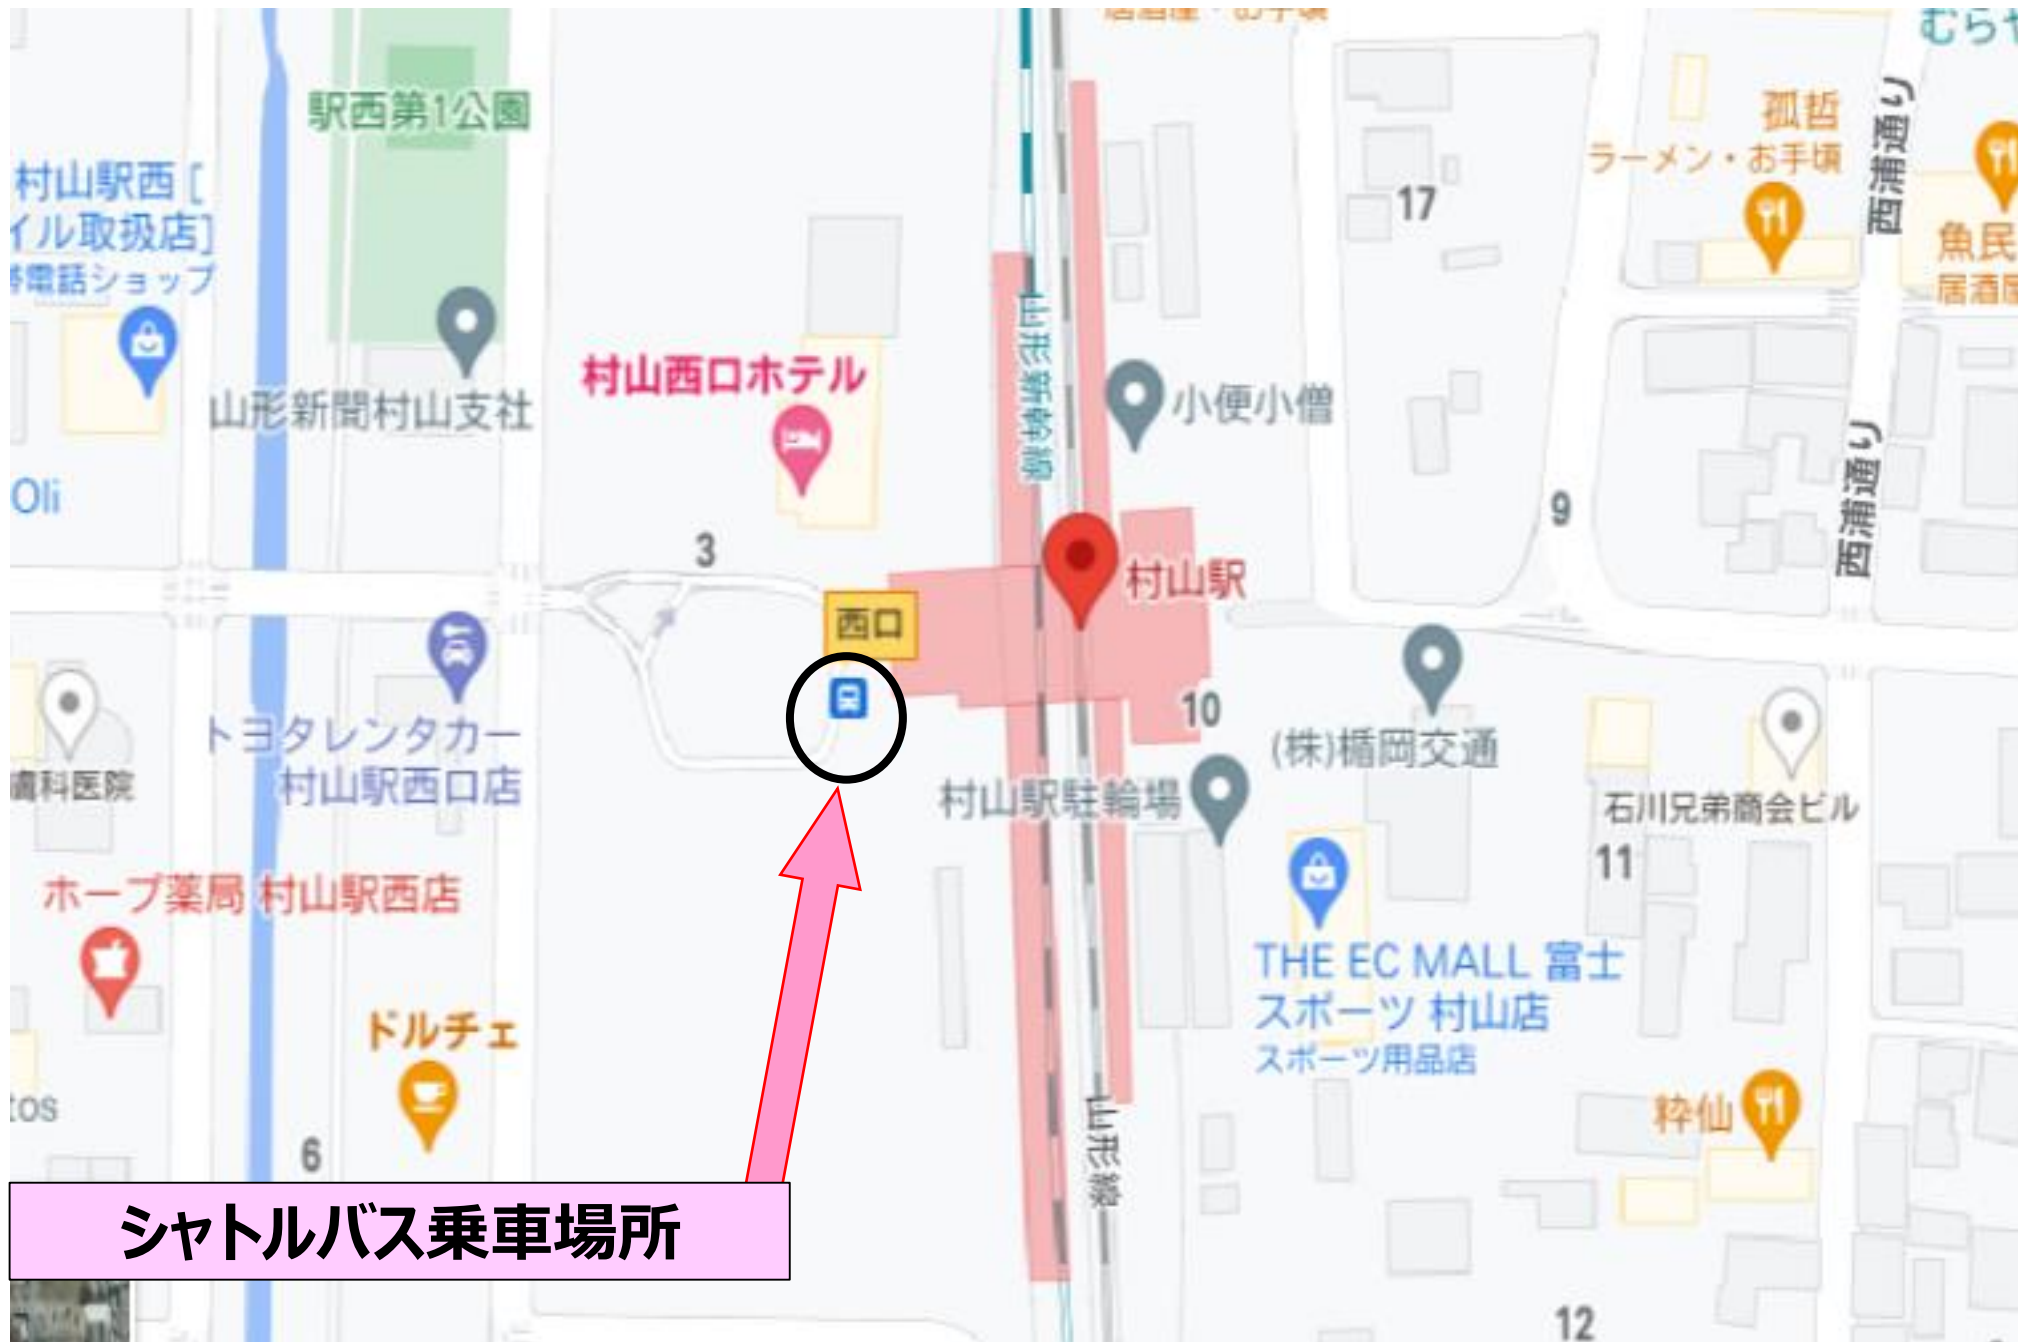 駅西第1公園
村山駅西 [
イル取扱店]
帯電話ショップ
山形新聞村山支社
Oli
村山西口ホテル
3
西口
山形新幹線
小便小僧
17
孤哲
ラーメン・お手頃
西浦通り
魚民
居酒屋
9
西浦通り
村山駅
10
(株)楯岡交通
村山駅駐輪場
トヨタレンタカー
村山駅西口店
膚科医院
ホープ薬局 村山駅西店
石川兄弟商会ビル
11
THE EC MALL 富士
スポーツ 村山店
スポーツ用品店
ドルチェ
tos
6
山形線
粋仙
シャトルバス乗車場所
12